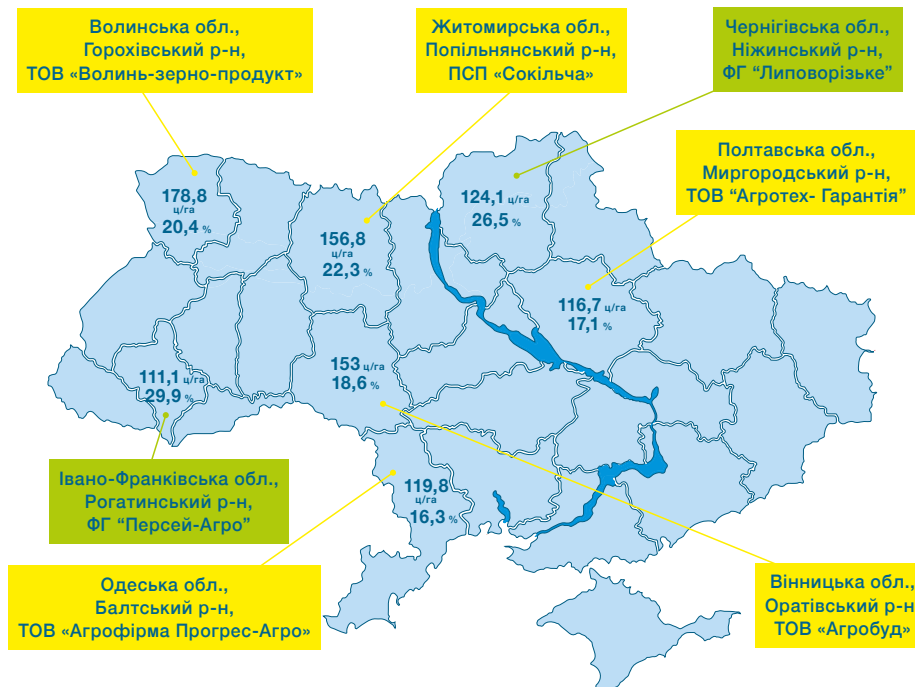 Волинська обл.,
Горохівський р-н,
ТОВ «Волинь-зерно-продукт»
Житомирська обл.,
Попільнянський р-н,
ПСП «Сокільча»
Чернігівська обл.,
Ніжинський р-н,
ФГ “Липоворізьке”
Полтавська обл.,
Миргородський р-н,
ТОВ “Агротех- Гарантія”
178,8
ц/га
20,4 %
156,8
ц/га
22,3 %
124,1
ц/га
26,5 %
116,7 ц/га
17,1 %
153 ц/га
18,6 %
111,1 ц/га
29,9 %
119,8
ц/га
16,3 %
Івано-Франківська обл.,
Рогатинський р-н,
ФГ “Персей-Агро”
Одеська обл.,
Балтський р-н,
ТОВ «Агрофірма Прогрес-Агро»
Вінницька обл.,
Оратівський р-н
ТОВ «Агробуд»